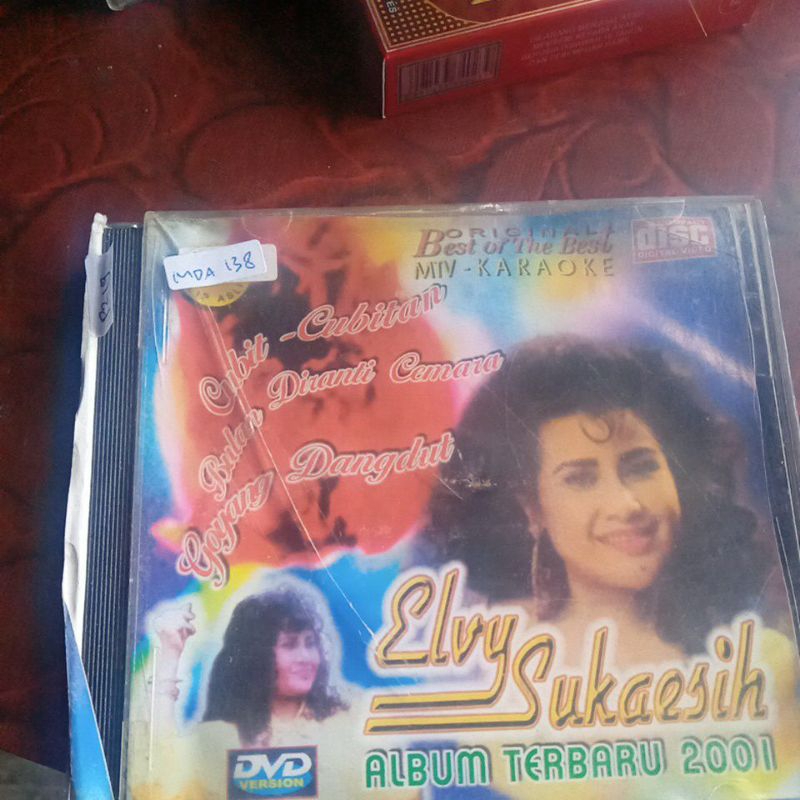 ORIGINAL
Best Of The Best
MTV - KARAOKE
COMPACT
disc
DIGITAL VIDEO
MDA 138
Cubit - Cubitan
Bulan Diranti Cemara
Goyang Dangdut
Elvy
Sukaesih
ALBUM TERBARU 2001
DVD
VERSION